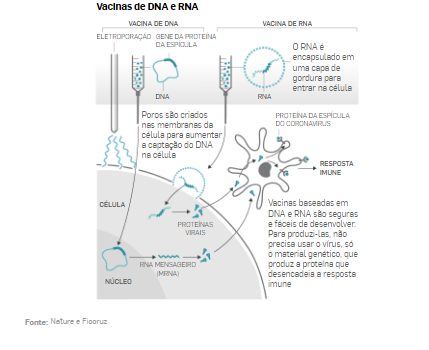 Vacinas de DNA e RNA
VACINA DE DNA
VACINA DE RNA
ELETROPORAÇÃO
GENE DA PROTEÍNA
DA ESPÍCULA
DNA
RNA
O RNA é
encapsulado em
uma capa de
gordura para
entrar na célula
Poros são criados
nas membranas da
célula para aumentar
a captação do DNA
na célula
PROTEÍNA DA ESPÍCULA
DO CORONAVÍRUS
RESPOSTA
IMUNE
CÉLULA
PROTEÍNAS
VIRAIS
RNA MENSAGEIRO
(MRNA)
NÚCLEO
Vacinas baseadas em
DNA e RNA são seguras
e fáceis de desenvolver.
Para produzi-las, não
precisa usar o vírus, só
o material genético, que
produz a proteína que
desencadeia a resposta
imune
Fonte: Nature e Fiocruz